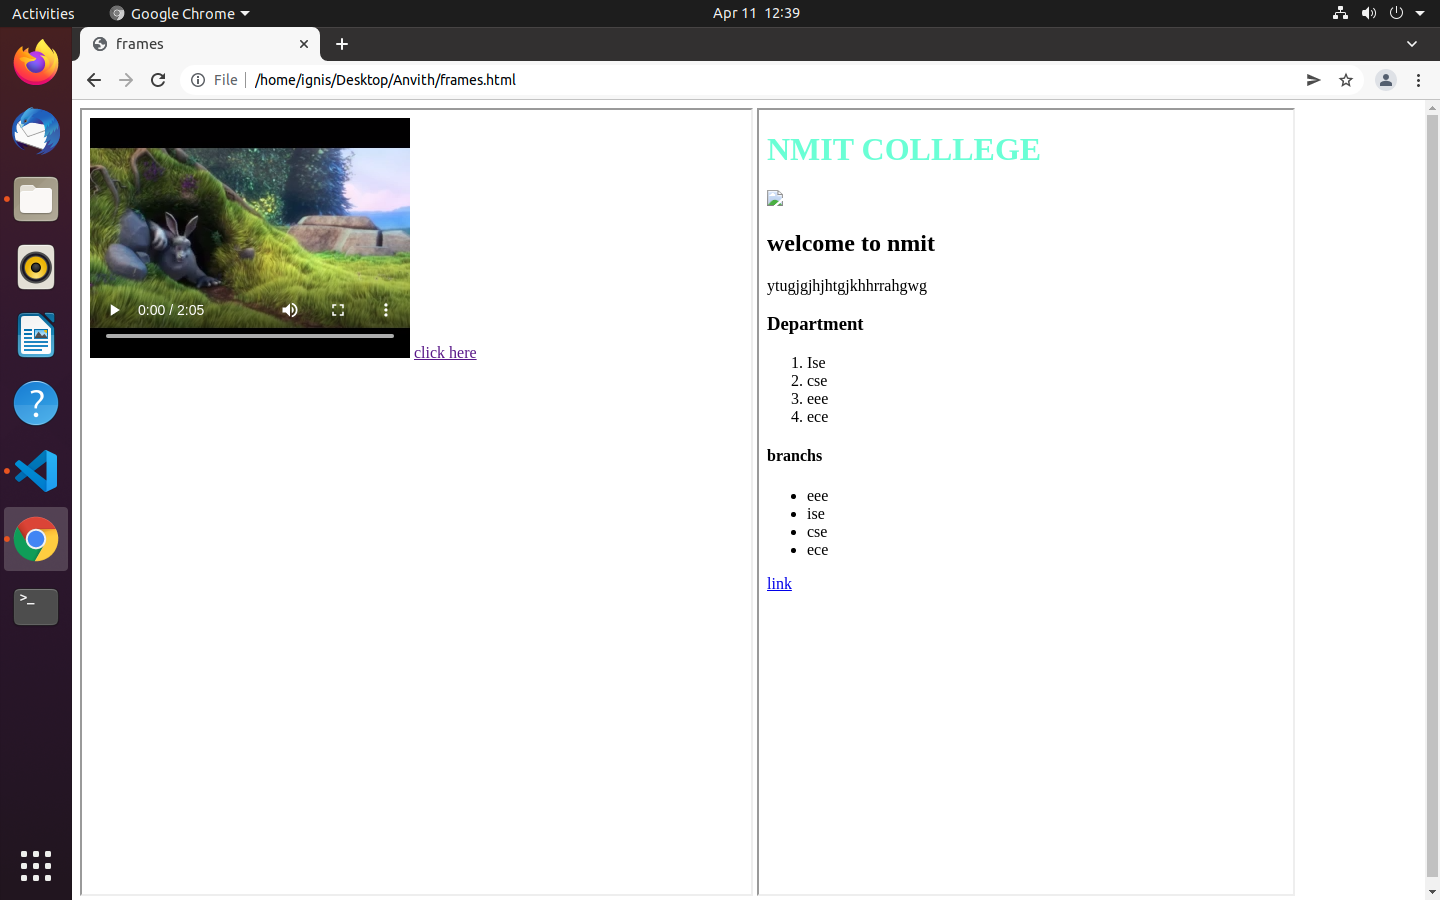 Activities
Google Chrome
Apr 11 12:39
frames
File
/home/ignis/Desktop/Anvith/frames.html
0:00 / 2:05
click here
NMIT COLLLEGE
welcome to nmit
ytugjgjhjhtgjkhhrrahgwg
Department
1. Ise
2. cse
3. eee
4. ece
branchs
• eee
• ise
• cse
• ece
link